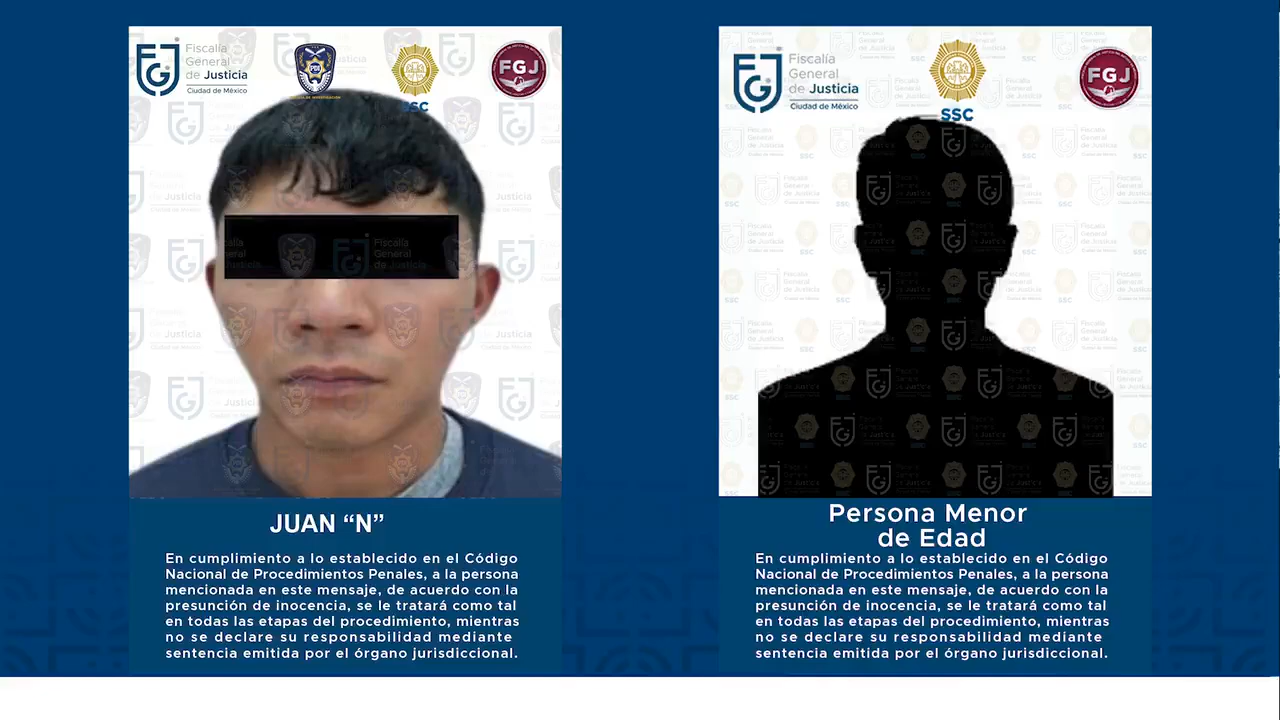 Fiscalía
General
de Justicia
Ciudad de México
PDI
SSC
FGJ
JUAN “N”
En cumplimiento a lo establecido en el Código
Nacional de Procedimientos Penales, a la persona
mencionada en este mensaje, de acuerdo con la
presunción de inocencia, se le tratará como tal
en todas las etapas del procedimiento, mientras
no se declare su responsabilidad mediante
sentencia emitida por el órgano jurisdiccional.
Fiscalía
General
de Justicia
Ciudad de México
SSC
FGJ
Persona Menor
de Edad
En cumplimiento a lo establecido en el Código
Nacional de Procedimientos Penales, a la persona
mencionada en este mensaje, de acuerdo con la
presunción de inocencia, se le tratará como tal
en todas las etapas del procedimiento, mientras
no se declare su responsabilidad mediante
sentencia emitida por el órgano jurisdiccional.